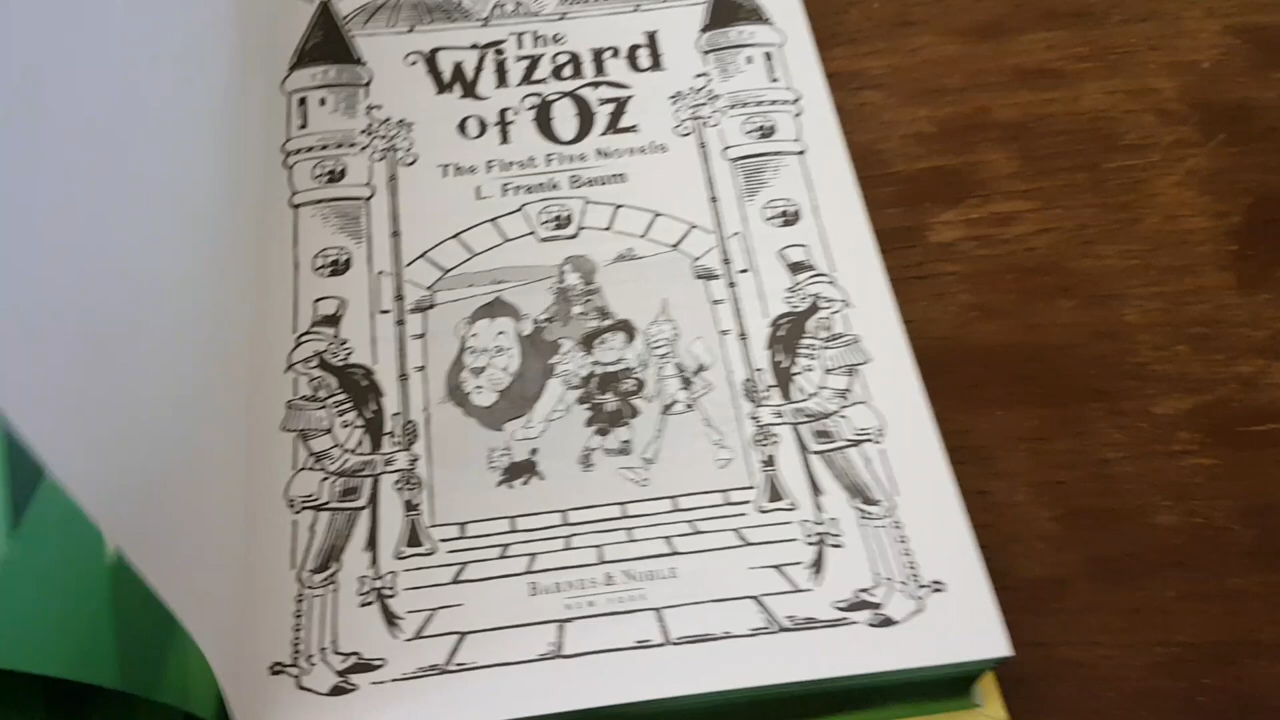 The
Wizard
of Oz
The First Five Novels
L. Frank Baum
BARNES & NOBLE
NEW YORK